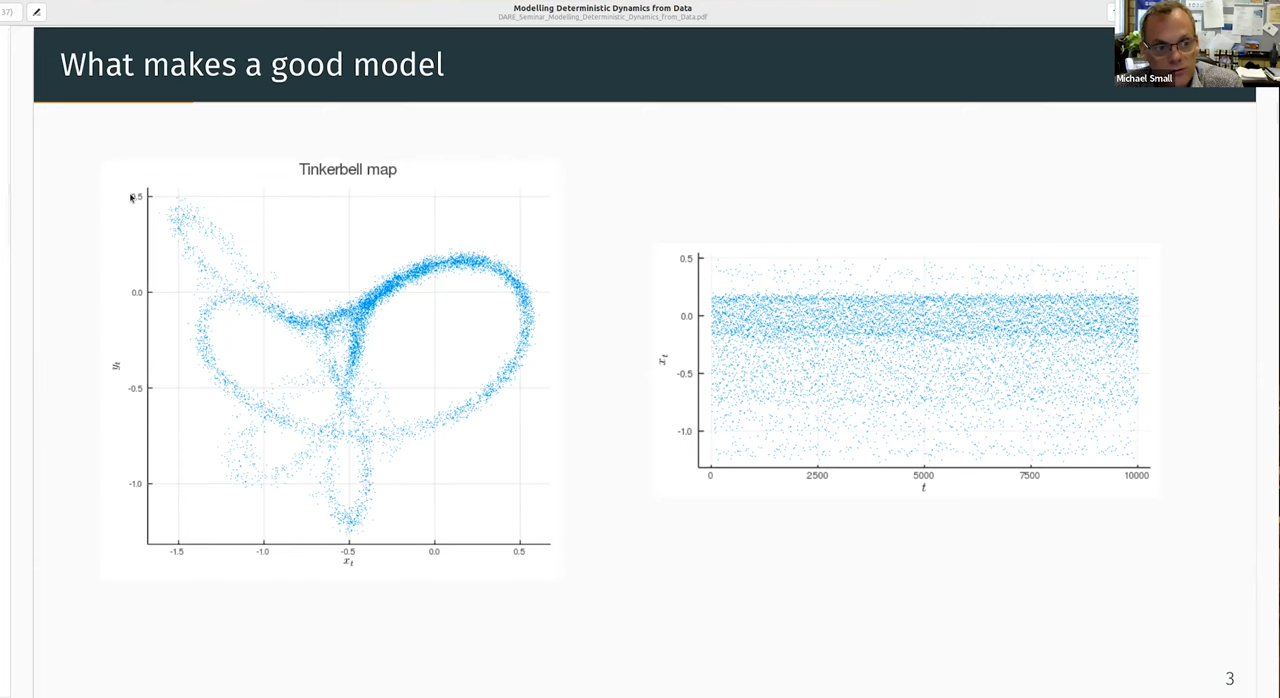 Modelling Deterministic Dynamics from Data
DARE_Seminar_Modelling_Deterministic_Dynamics_from_Data.pdf
37)
What makes a good model
Michael Small
Tinkerbell map
0.0
-0.5
-1.0
y_t
-1.5 -1.0 -0.5 0.0 0.5
x_t
0.5
0.0
-0.5
-1.0
x_t
0 2500 5000 7500 10000
t
3